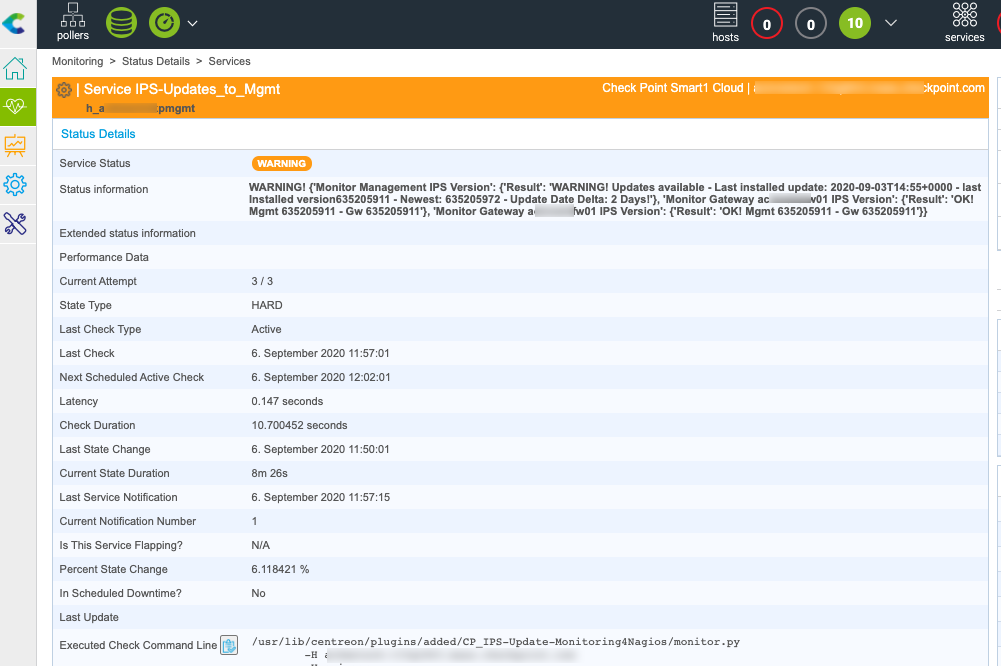 pollers
hosts
0
0
10
services
Monitoring > Status Details > Services
| Service IPS-Updates_to_Mgmt
Check Point Smart1 Cloud | ckpoint.com
h_a pmgmt
Status Details
Service Status WARNING
Status information WARNING! {'Monitor Management IPS Version': {'Result': 'WARNING! Updates available - Last installed update: 2020-09-03T14:55+0000 - last
Installed version635205911 - Newest: 635205972 - Update Date Delta: 2 Days!'}, 'Monitor Gateway ac v01 IPS Version': {'Result': 'OK!
Mgmt 635205911 - Gw 635205911'}, 'Monitor Gateway a fw01 IPS Version': {'Result': 'OK! Mgmt 635205911 - Gw 635205911'}}
Extended status information
Performance Data
Current Attempt 3 / 3
State Type HARD
Last Check Type Active
Last Check 6. September 2020 11:57:01
Next Scheduled Active Check 6. September 2020 12:02:01
Latency 0.147 seconds
Check Duration 10.700452 seconds
Last State Change 6. September 2020 11:50:01
Current State Duration 8m 26s
Last Service Notification 6. September 2020 11:57:15
Current Notification Number 1
Is This Service Flapping? N/A
Percent State Change 6.118421 %
In Scheduled Downtime? No
Last Update
Executed Check Command Line /usr/lib/centreon/plugins/added/CP_IPS-Update-Monitoring4Nagios/monitor.py
-H